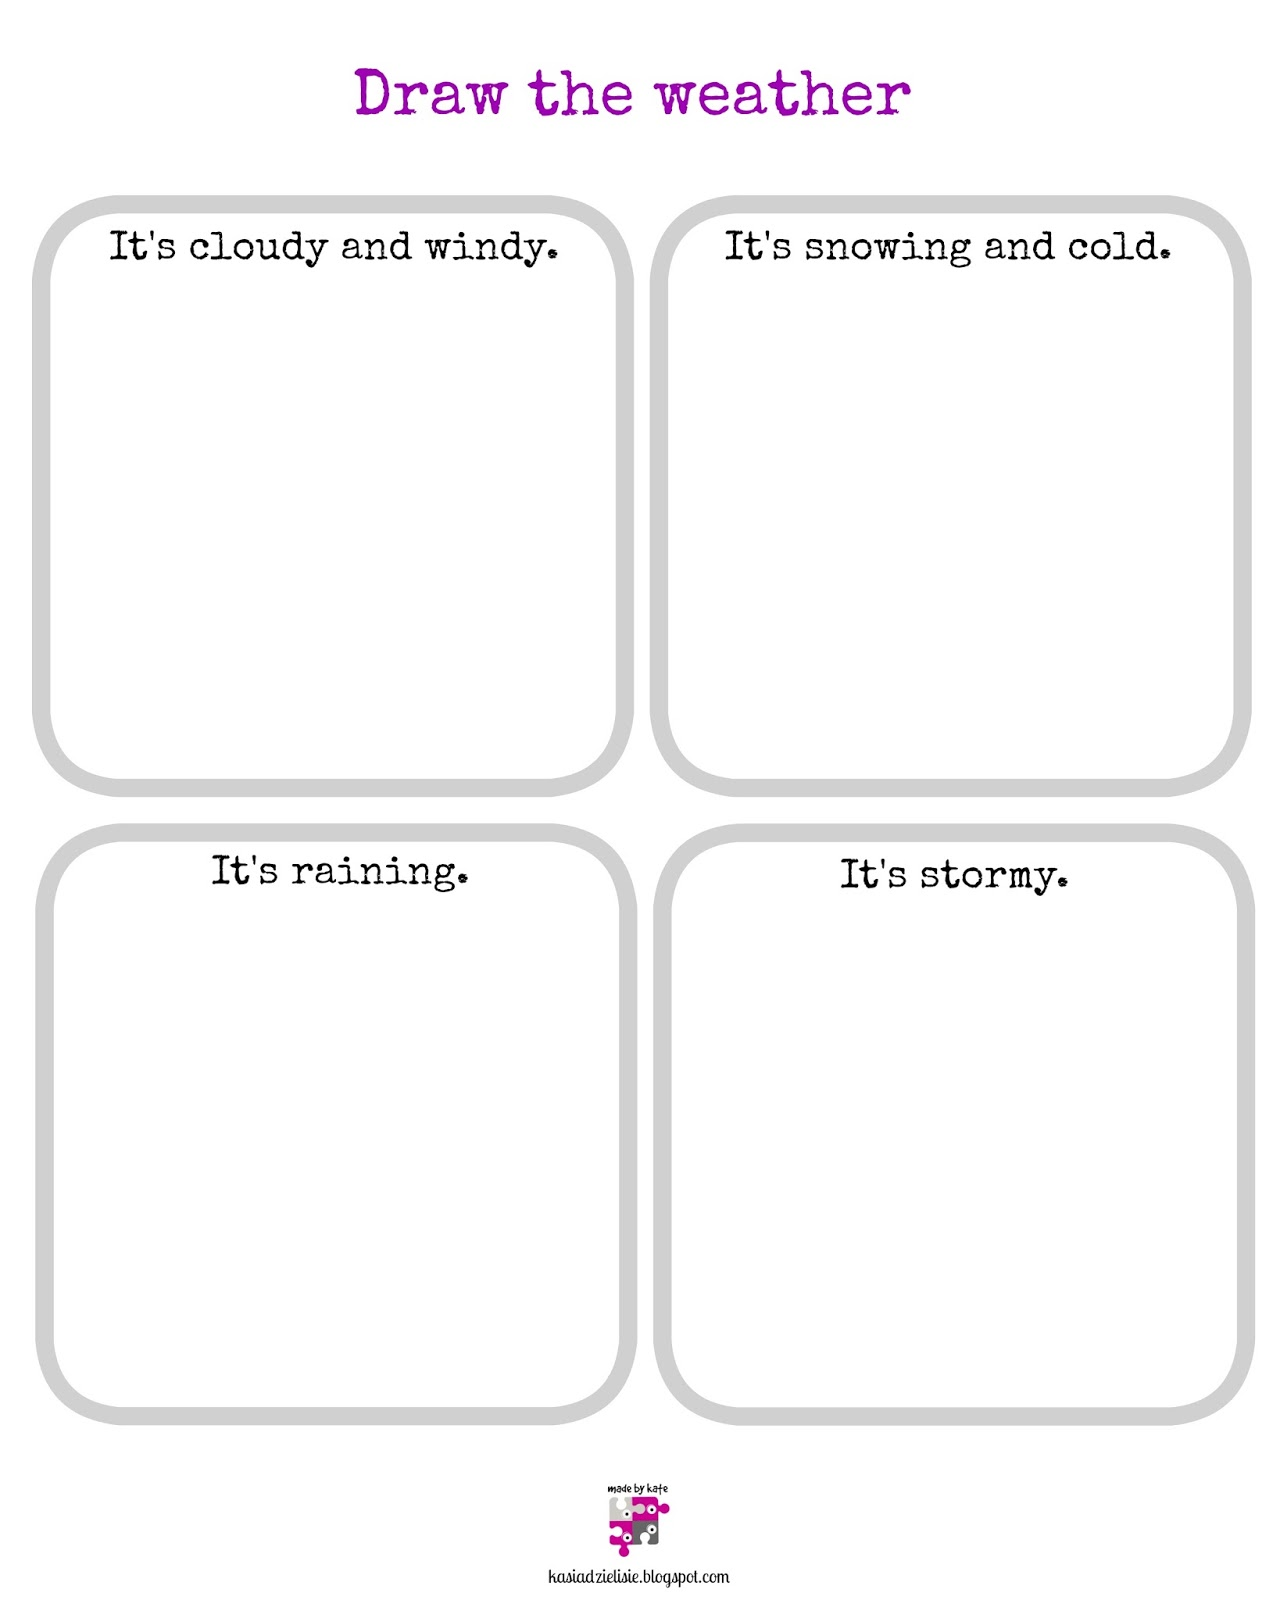 Draw the weather
It's cloudy and windy.
It's snowing and cold.
It's raining.
It's stormy.
made by kate
kasiadzielisie.blogspot.com